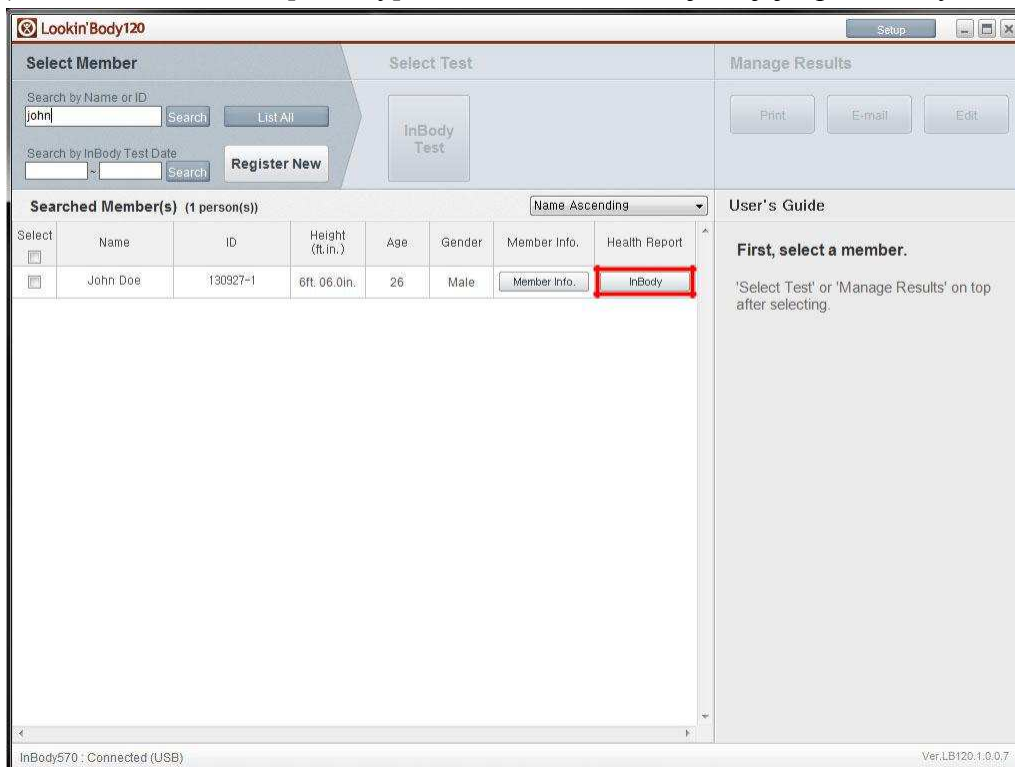 Lookin'Body120
Setup
Select Member
Select Test
Manage Results
Search by Name or ID
john
Search
List All
Search by InBody Test Date
~
Search
Register New
InBody
Test
Print
E-mail
Edit
Searched Member(s) (1 person(s))
Name Ascending
User's Guide
Select
Name
ID
Height
(ft.in.)
Age
Gender
Member Info.
Health Report
John Doe
130927-1
6ft. 06.0in.
26
Male
Member Info.
InBody
First, select a member.
'Select Test' or 'Manage Results' on top
after selecting.
InBody570 : Connected (USB)
Ver.LB120.1.0.0.7